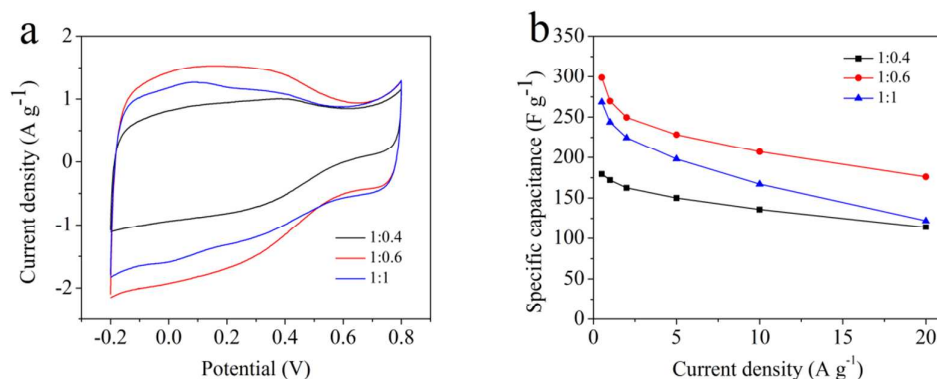 a
2
1
0
-1
-2
Current density (A g⁻¹)
1:0.4
1:0.6
1:1
-0.2 0.0 0.2 0.4 0.6 0.8
Potential (V)
b
350
300
250
200
150
100
50
0
Specific capacitance (F g⁻¹)
1:0.4
1:0.6
1:1
0 5 10 15 20
Current density (A g⁻¹)